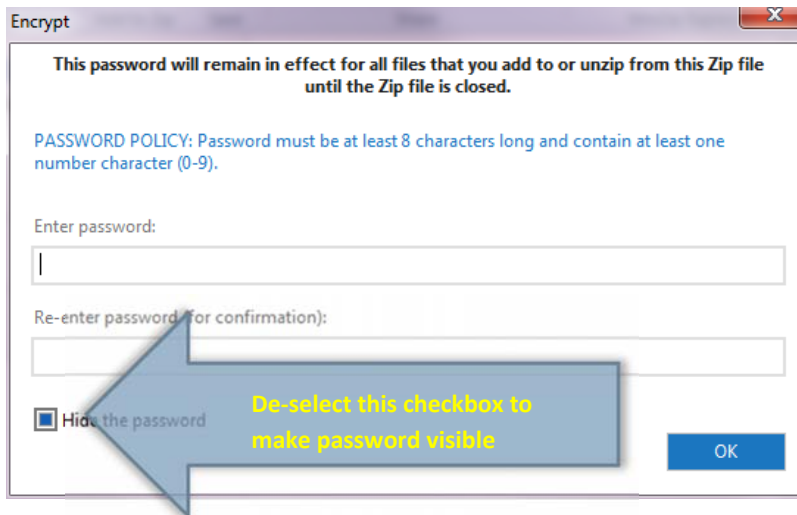 Encrypt
X
This password will remain in effect for all files that you add to or unzip from this Zip file
until the Zip file is closed.
PASSWORD POLICY: Password must be at least 8 characters long and contain at least one
number character (0-9).
Enter password:
Re-enter password (for confirmation):
Hide the password
De-select this checkbox to
make password visible
OK